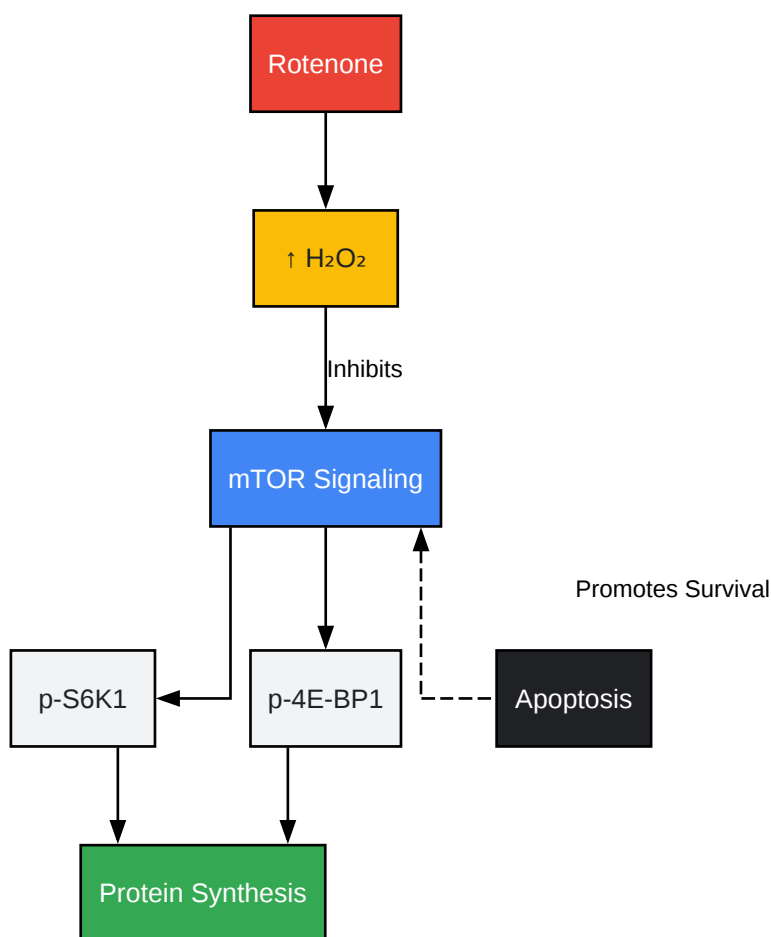 Rotenone
↑ H₂O₂
Inhibits
mTOR Signaling
Promotes Survival
p-S6K1
p-4E-BP1
Apoptosis
Protein Synthesis